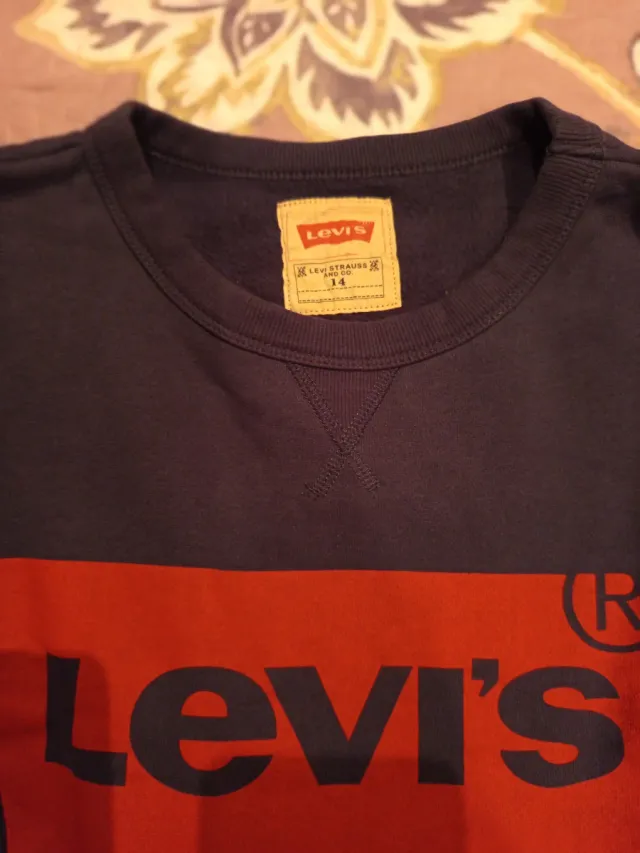 Levi's
LEVI STRAUSS
AND CO.
14
®
Levi's